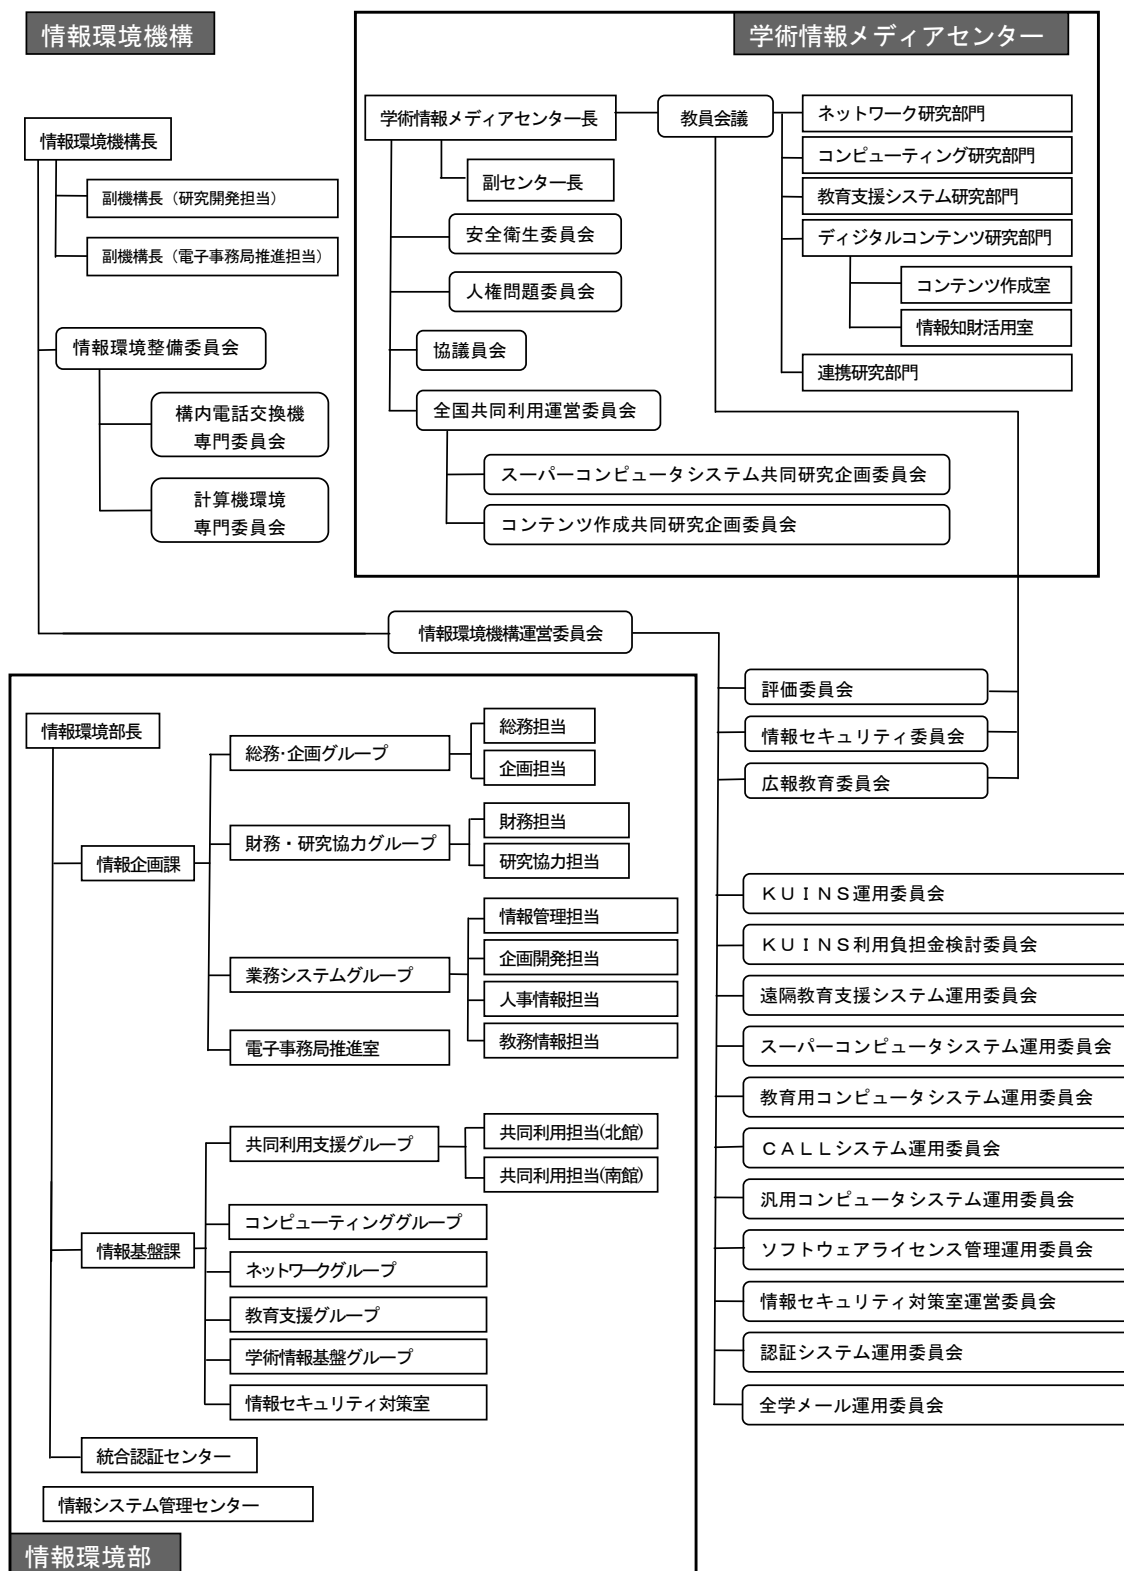 情報環境機構
情報環境機構長
副機構長（研究開発担当）
副機構長（電子事務局推進担当）
情報環境整備委員会
構内電話交換機
専門委員会
計算機環境
専門委員会
学術情報メディアセンター
学術情報メディアセンター長
副センター長
安全衛生委員会
人権問題委員会
協議員会
全国共同利用運営委員会
スーパーコンピュータシステム共同研究企画委員会
コンテンツ作成共同研究企画委員会
教員会議
ネットワーク研究部門
コンピューティング研究部門
教育支援システム研究部門
ディジタルコンテンツ研究部門
コンテンツ作成室
情報知財活用室
連携研究部門
情報環境機構運営委員会
評価委員会
情報セキュリティ委員会
広報教育委員会
ＫＵＩＮＳ運用委員会
ＫＵＩＮＳ利用負担金検討委員会
遠隔教育支援システム運用委員会
スーパーコンピュータシステム運用委員会
教育用コンピュータシステム運用委員会
ＣＡＬＬシステム運用委員会
汎用コンピュータシステム運用委員会
ソフトウェアライセンス管理運用委員会
情報セキュリティ対策室運営委員会
認証システム運用委員会
全学メール運用委員会
情報環境部長
情報企画課
総務・企画グループ
総務担当
企画担当
財務・研究協力グループ
財務担当
研究協力担当
業務システムグループ
情報管理担当
企画開発担当
人事情報担当
教務情報担当
電子事務局推進室
情報基盤課
共同利用支援グループ
共同利用担当(北館)
共同利用担当(南館)
コンピューティンググループ
ネットワークグループ
教育支援グループ
学術情報基盤グループ
情報セキュリティ対策室
統合認証センター
情報システム管理センター
情報環境部